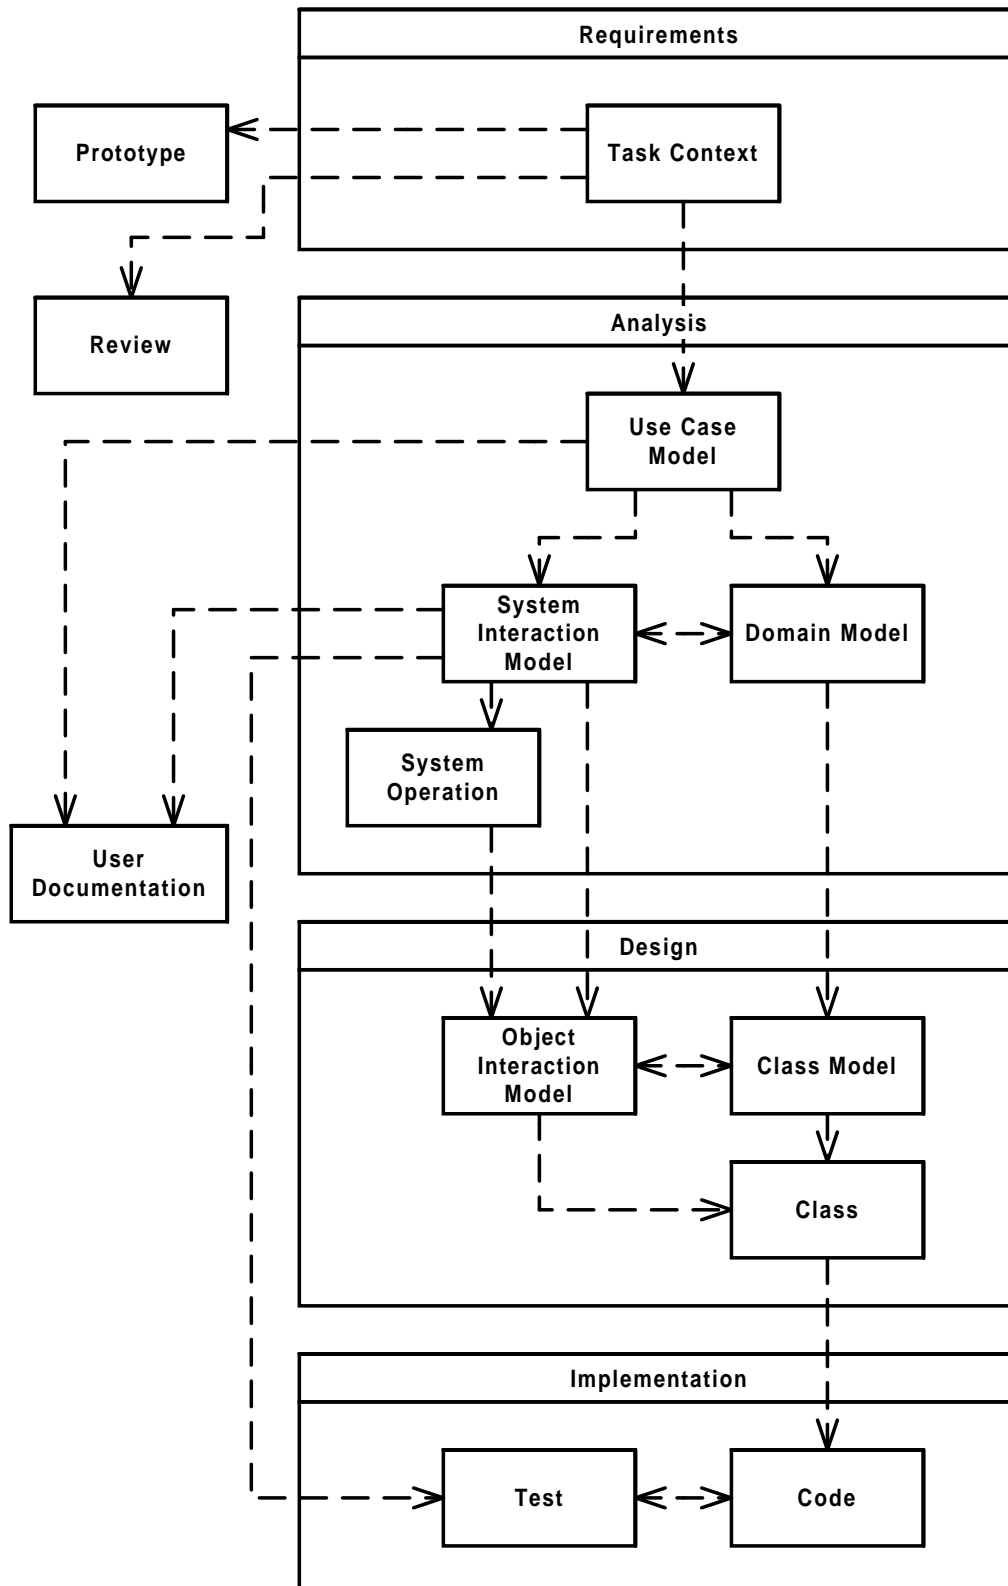 Requirements
Prototype
Task Context
Review
Analysis
Use Case
Model
System
Interaction
Model
Domain Model
System
Operation
User
Documentation
Design
Object
Interaction
Model
Class Model
Class
Implementation
Test
Code